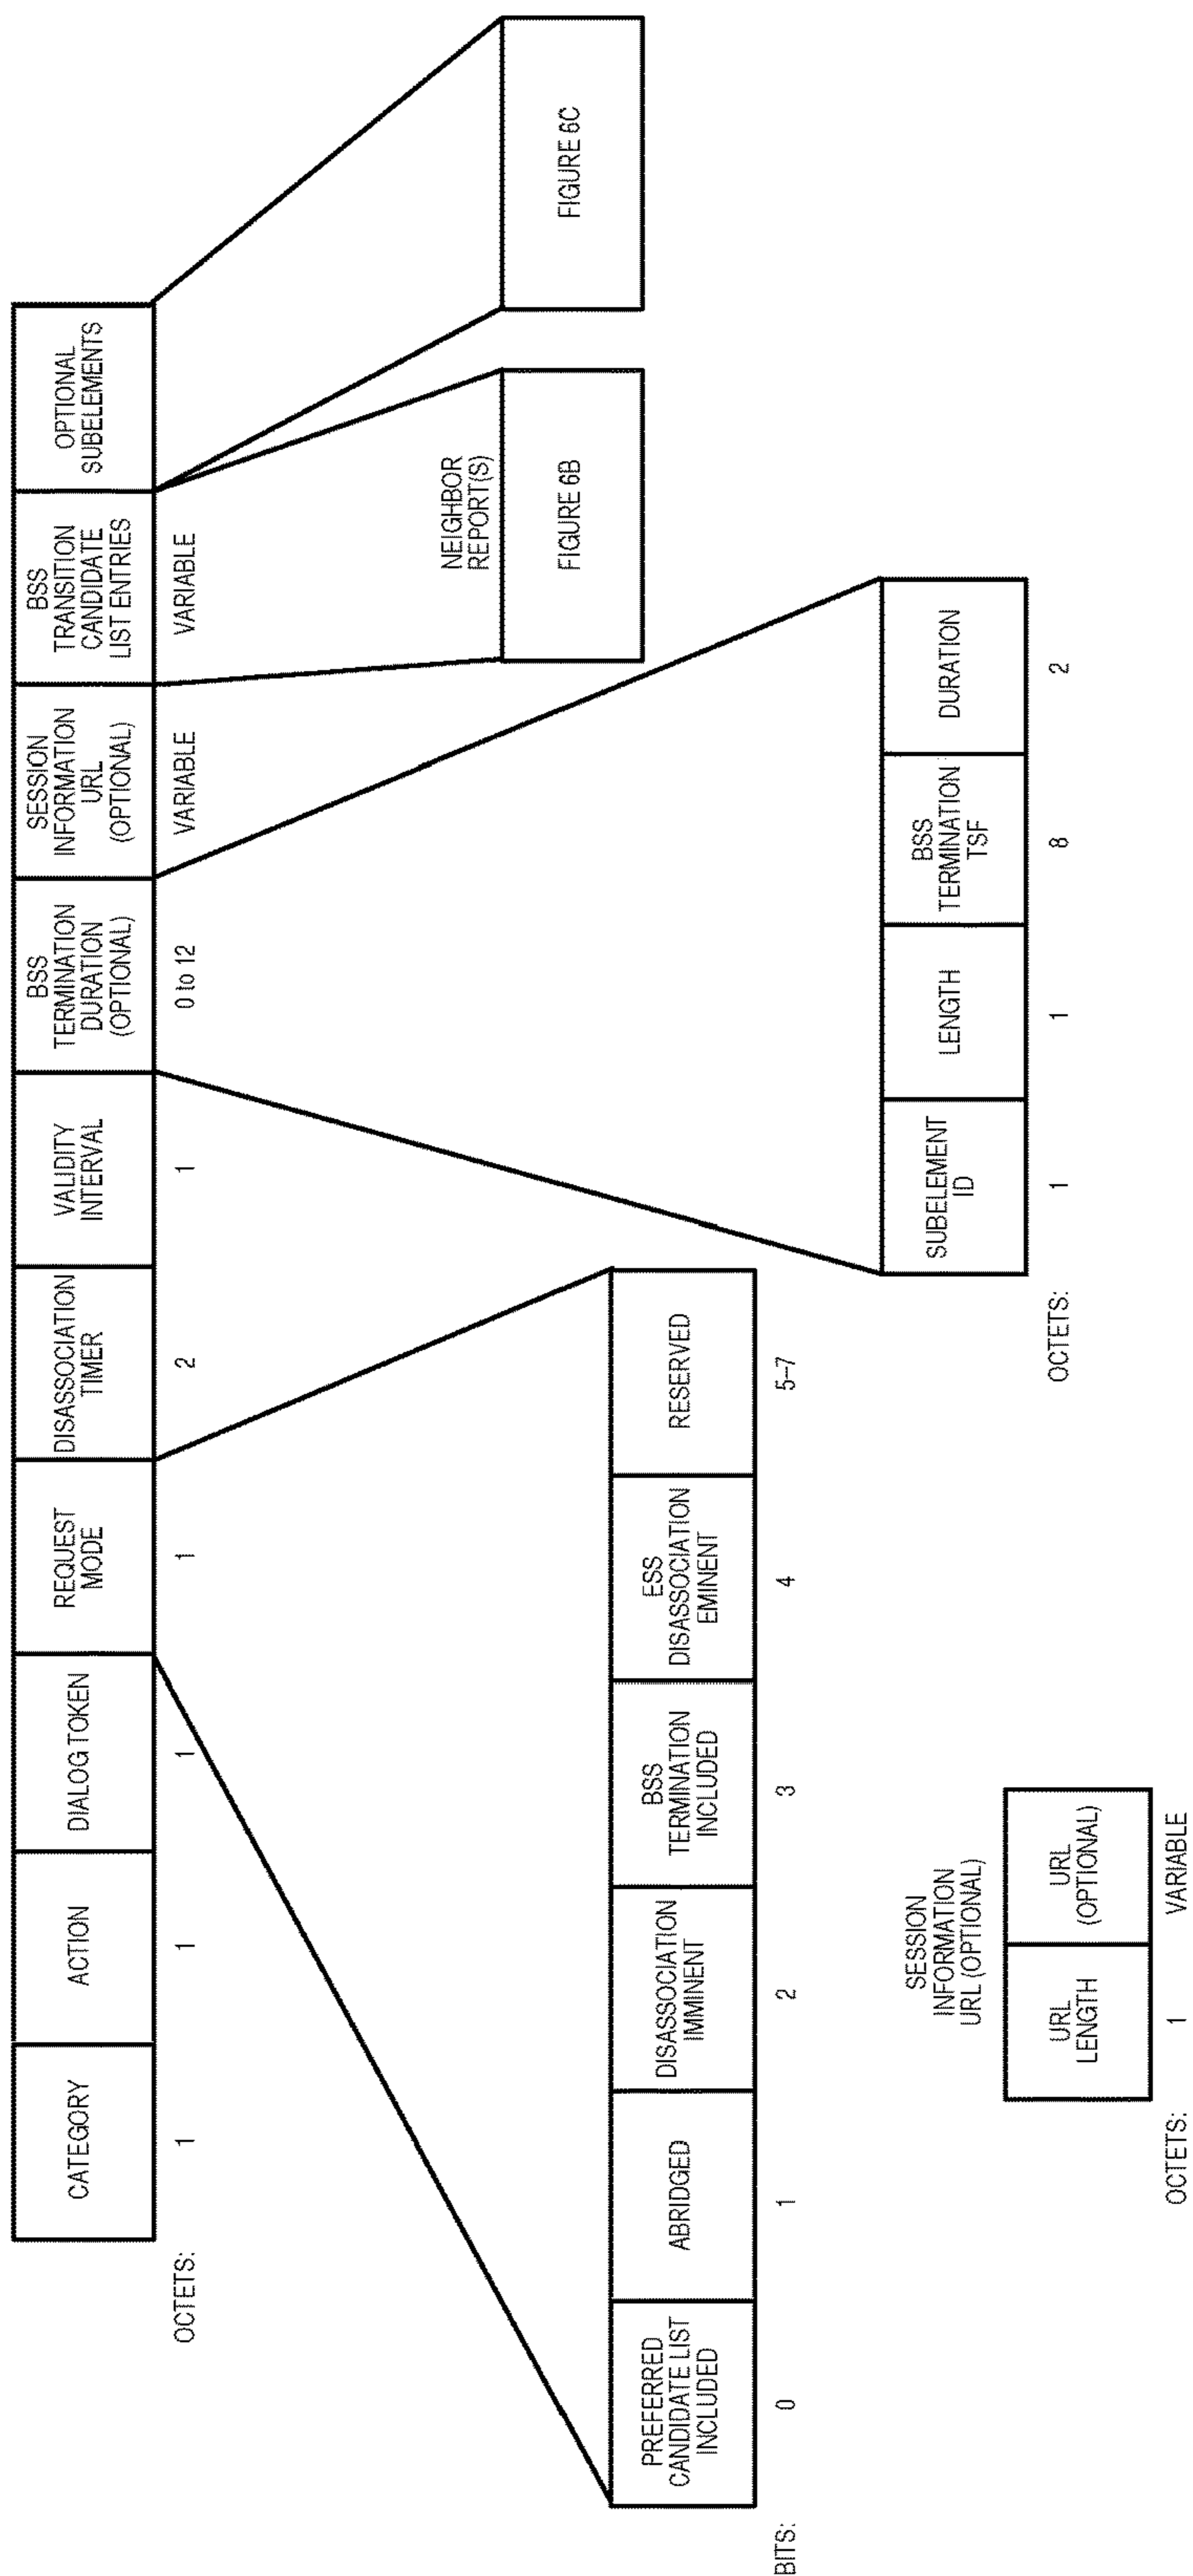 CATEGORY
ACTION
DIALOG TOKEN
REQUEST
MODE
DISASSOCIATION
TIMER
VALIDITY
INTERVAL
BSS
TERMINATION
DURATION
(OPTIONAL)
SESSION
INFORMATION
URL
(OPTIONAL)
BSS
TRANSITION
CANDIDATE
LIST ENTRIES
OPTIONAL
SUBELEMENTS
OCTETS: 1 1 1 1 2 1 0 to 12 VARIABLE VARIABLE
NEIGHBOR
REPORT(S)
FIGURE 6B
FIGURE 6C
PREFERRED
CANDIDATE LIST
INCLUDED
ABRIDGED
DISASSOCIATION
IMMINENT
BSS
TERMINATION
INCLUDED
ESS
DISASSOCIATION
EMINENT
RESERVED
BITS: 0 1 2 3 4 5–7
SUBELEMENT
ID
LENGTH
BSS
TERMINATION
TSF
DURATION
OCTETS: 1 1 8 2
SESSION
INFORMATION
URL (OPTIONAL)
URL
LENGTH
URL
(OPTIONAL)
OCTETS: 1 VARIABLE